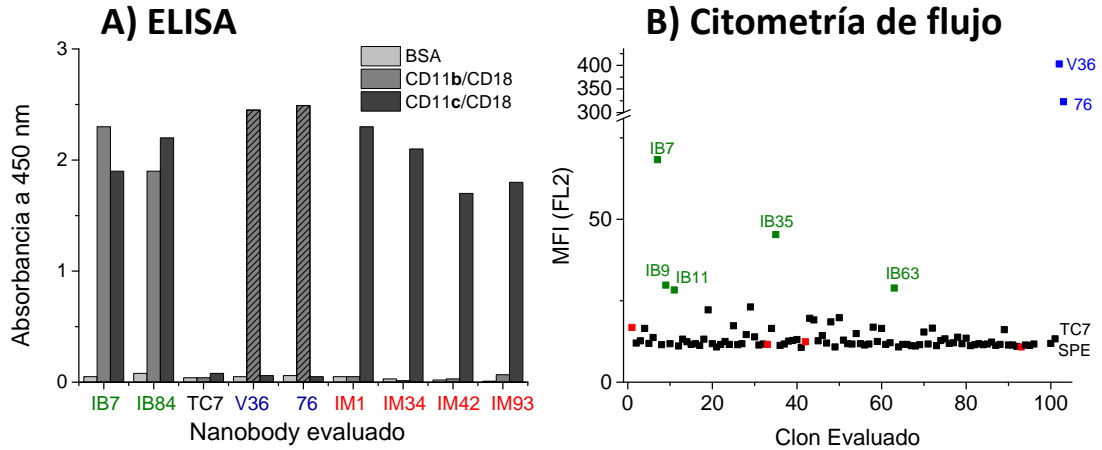 A) ELISA
3
2
1
0
Absorbancia a 450 nm
BSA
CD11b/CD18
CD11c/CD18
IB7 IB84 TC7 V36 76 IM1 IM34 IM42 IM93
Nanobody evaluado
B) Citometría de flujo
400
350
300
50
0
MFI (FL2)
V36
76
IB7
IB35
IB9
IB11
IB63
TC7
SPE
0 20 40 60 80 100
Clon Evaluado